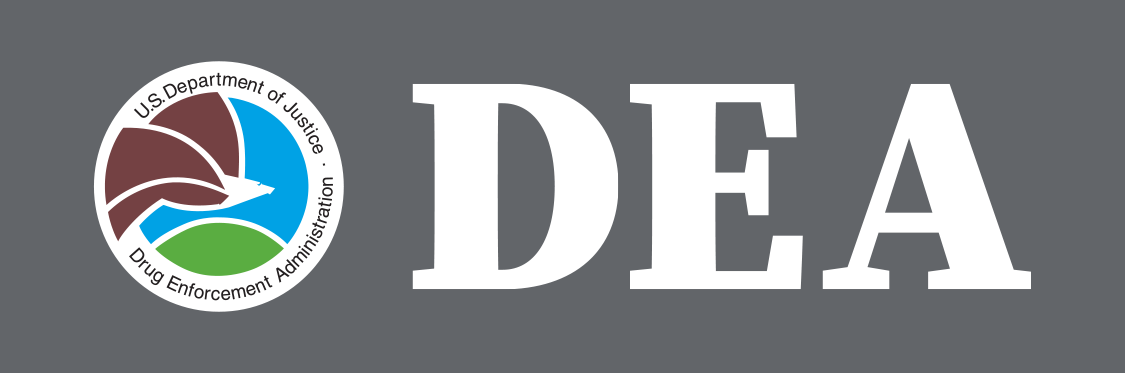 U.S. Department of Justice ·
Drug Enforcement Administration
DEA